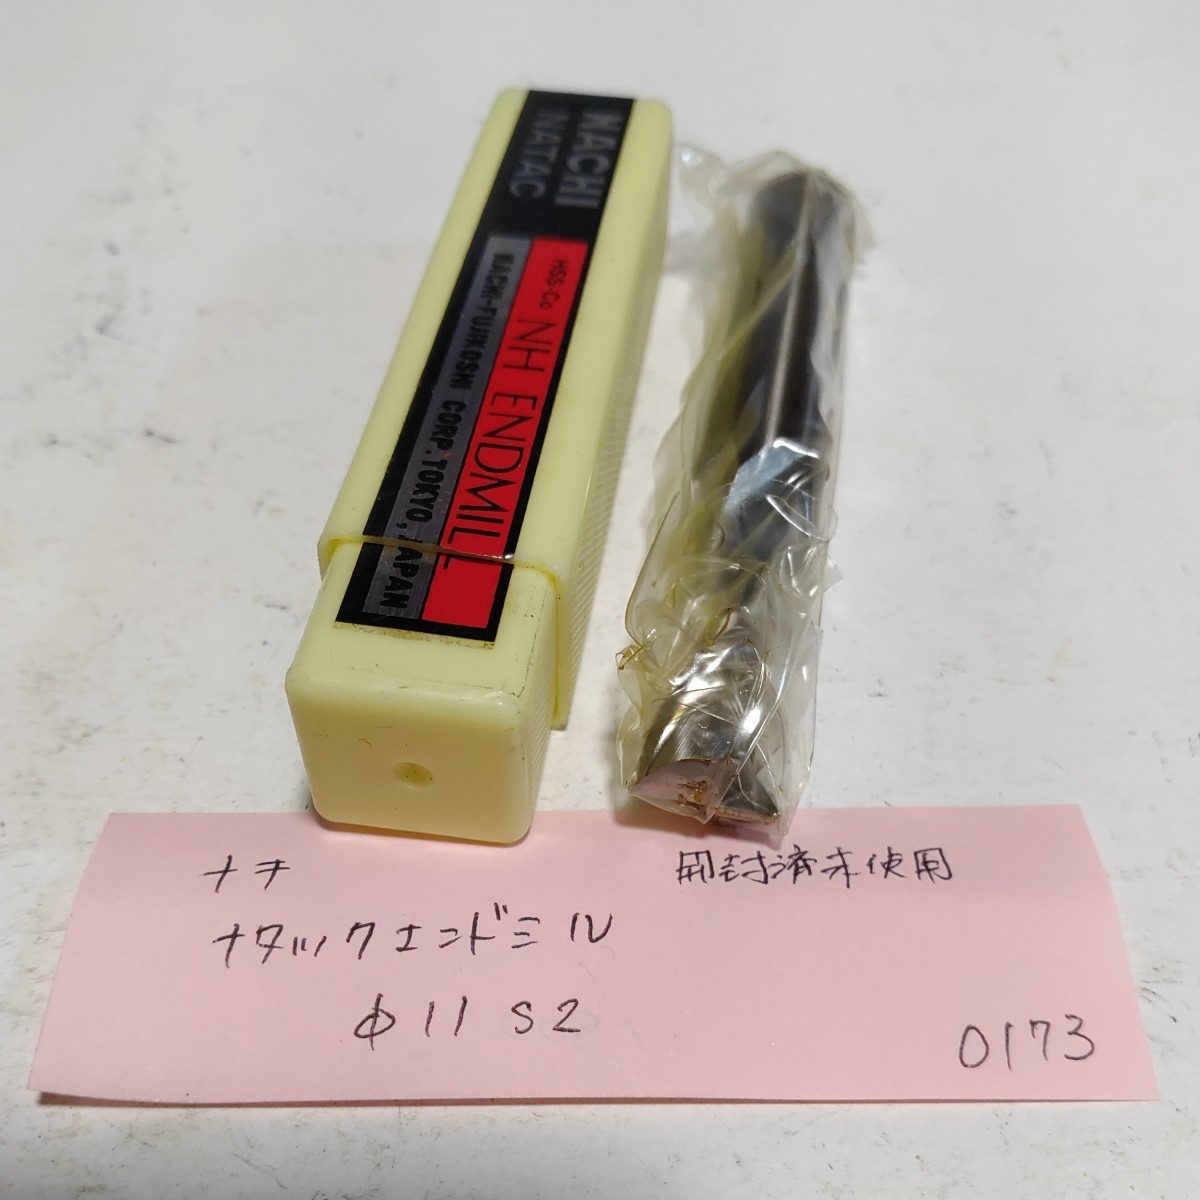 NACHI
NATAC
HSS-Co NH ENDMILL
NACHI-FUJIKOSHI CORP. TOKYO, JAPAN
ナチ
開封済未使用
ナタックエンドミル
φ11 S2
0173